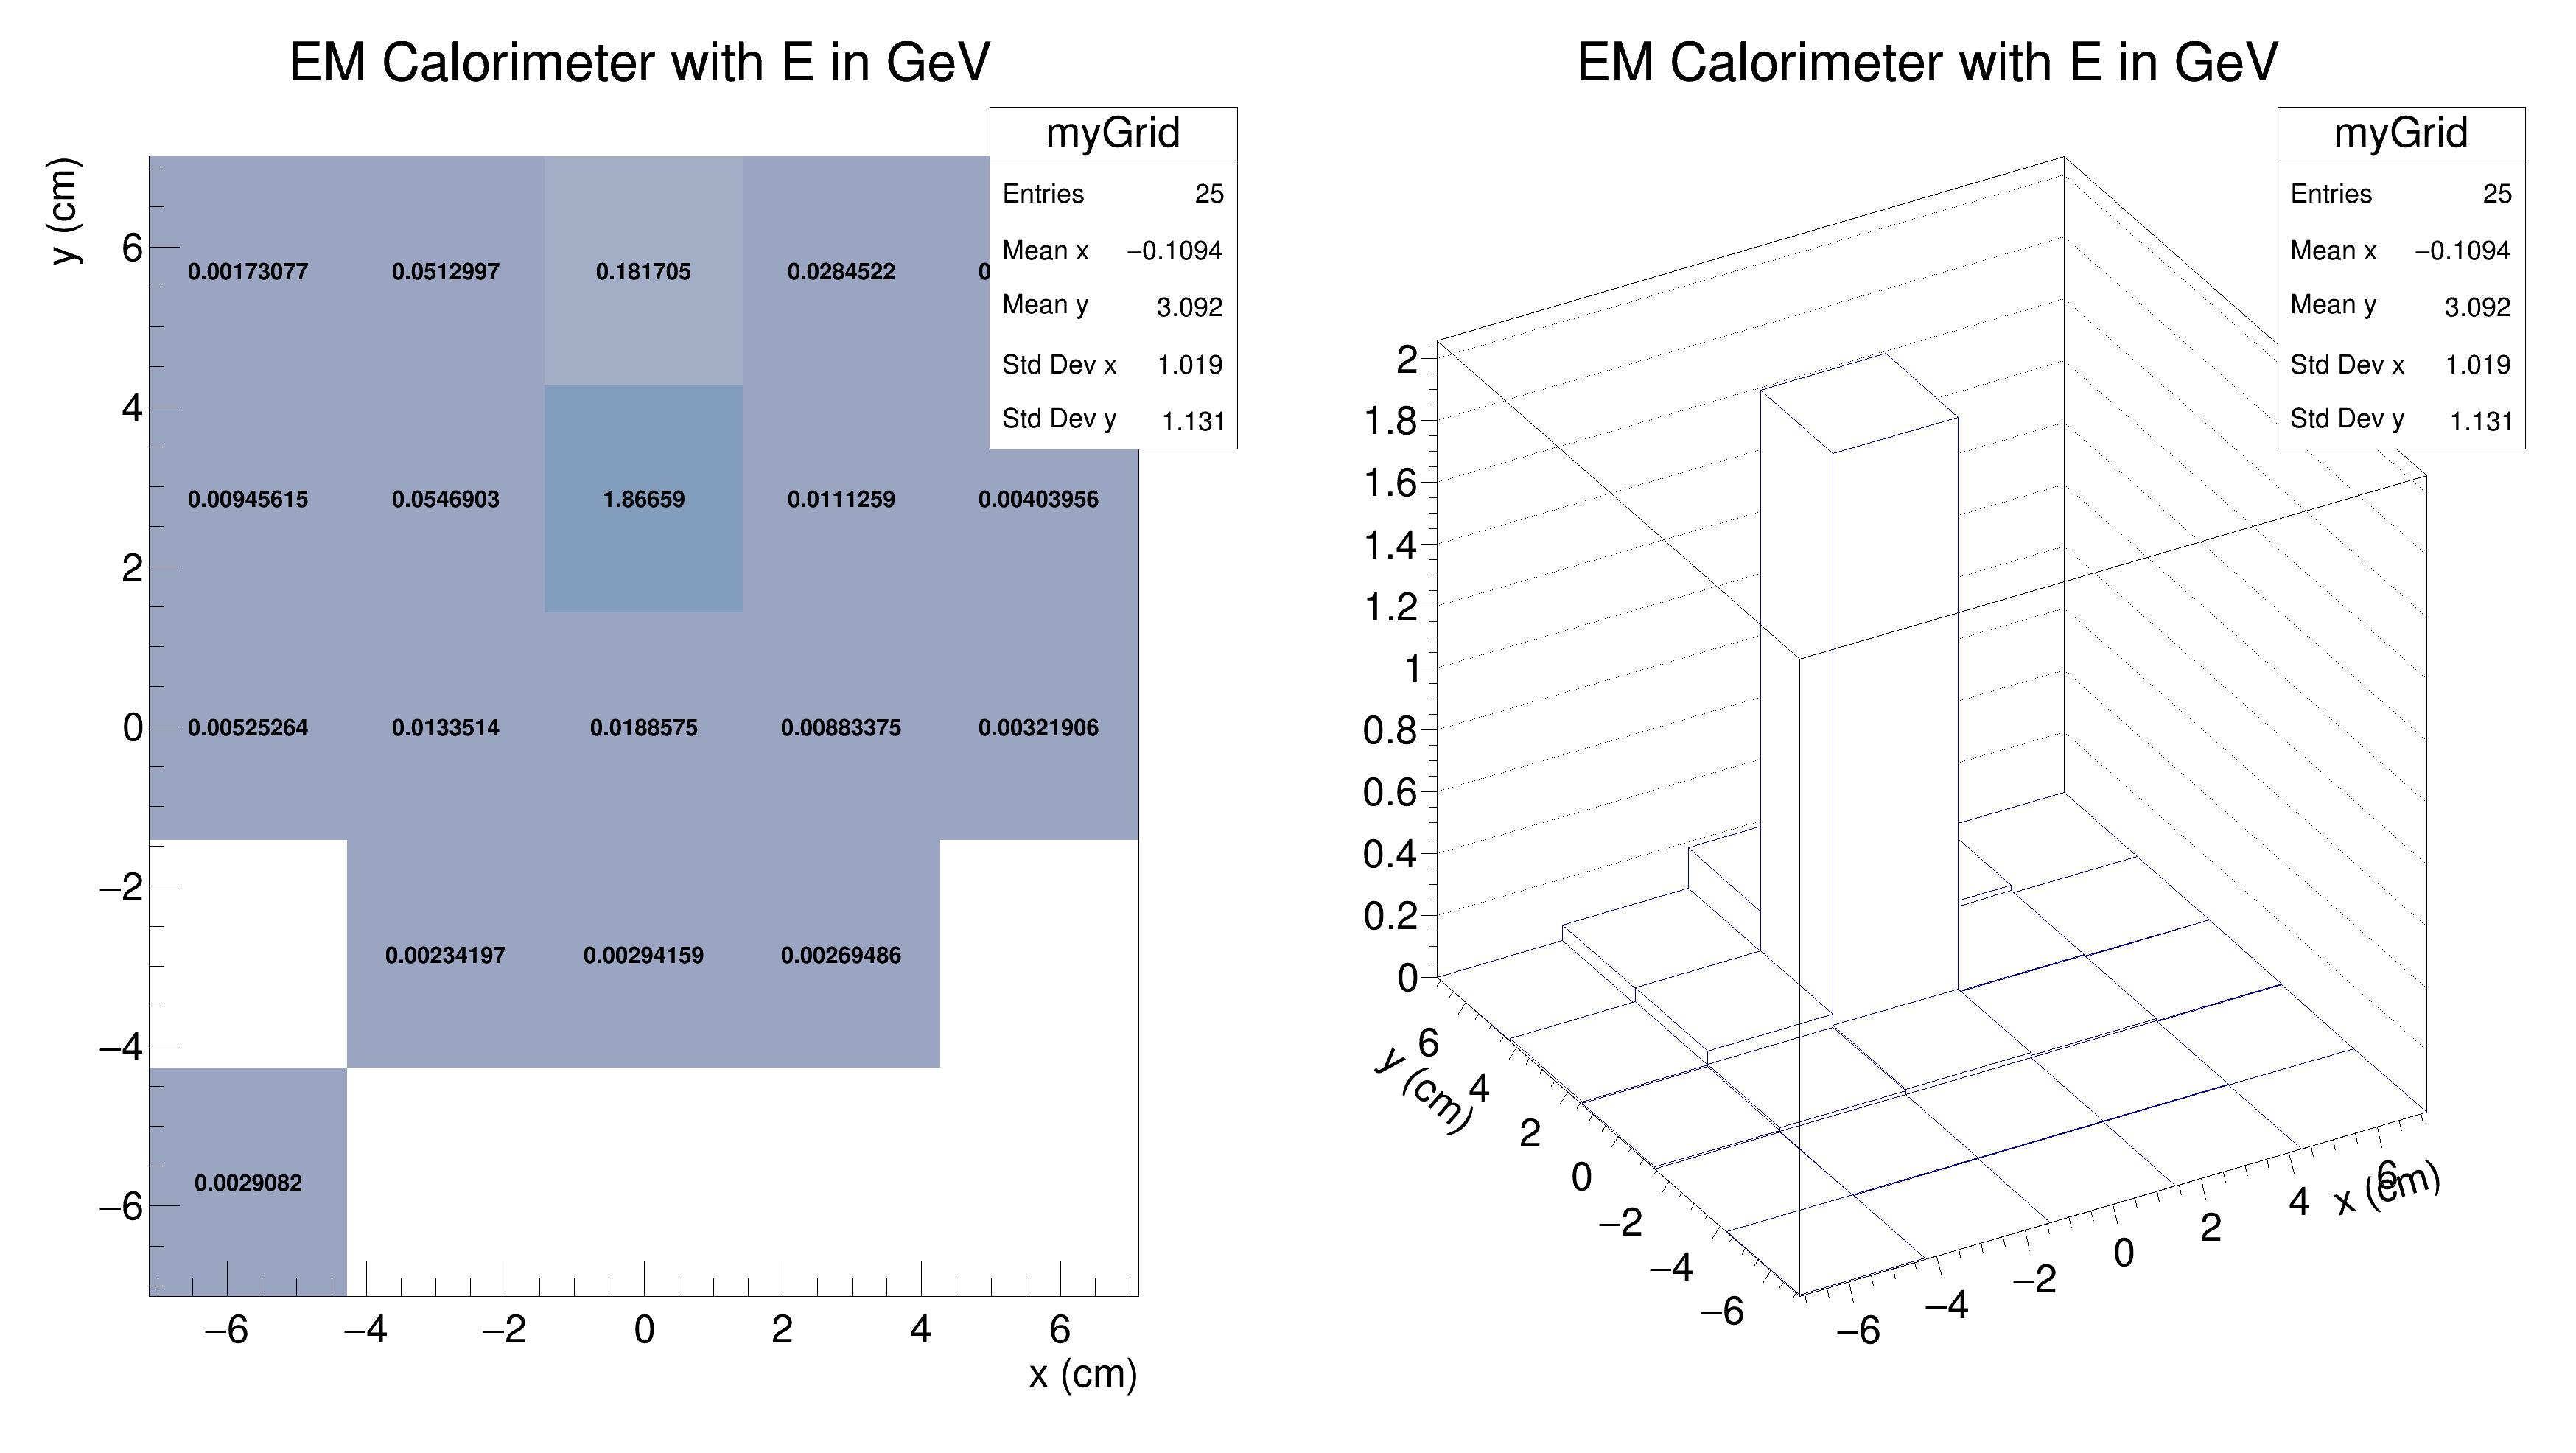 EM Calorimeter with E in GeV
myGrid
Entries 25
Mean x −0.1094
Mean y 3.092
Std Dev x 1.019
Std Dev y 1.131
y (cm)
6
4
2
0
−2
−4
−6
0.00173077 0.0512997 0.181705 0.0284522
0.00945615 0.0546903 1.86659 0.0111259 0.00403956
0.00525264 0.0133514 0.0188575 0.00883375 0.00321906
0.00234197 0.00294159 0.00269486
0.0029082
−6 −4 −2 0 2 4 6
x (cm)
EM Calorimeter with E in GeV
myGrid
Entries 25
Mean x −0.1094
Mean y 3.092
Std Dev x 1.019
Std Dev y 1.131
2
1.8
1.6
1.4
1.2
1
0.8
0.6
0.4
0.2
0
6
4
2
0
−2
−4
−6
y (cm)
−6 −4 −2 0 2 4 6
x (cm)